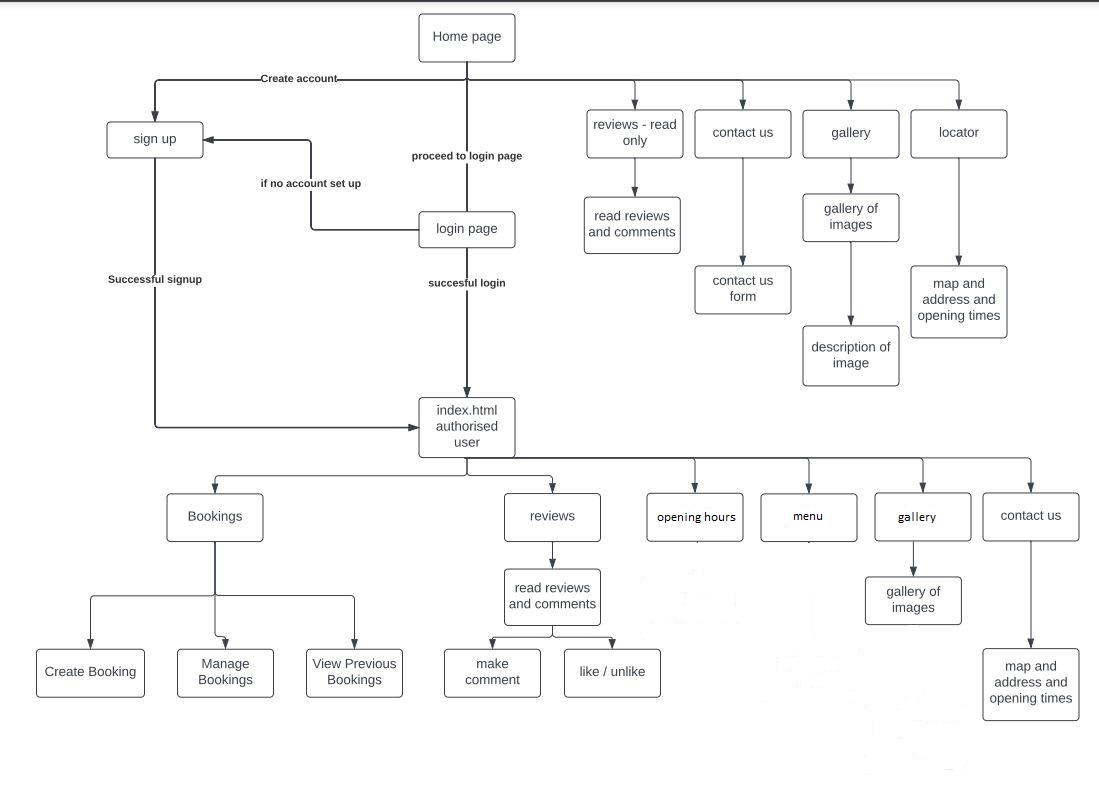 Home page
Create account
sign up
reviews - read
only
contact us
gallery
locator
proceed to login page
if no account set up
login page
read reviews
and comments
gallery of
images
Successful signup
succesful login
contact us
form
map and
address and
opening times
description of
image
index.html
authorised
user
Bookings
reviews
opening hours
menu
gallery
contact us
read reviews
and comments
gallery of
images
Create Booking
Manage
Bookings
View Previous
Bookings
make
comment
like / unlike
map and
address and
opening times